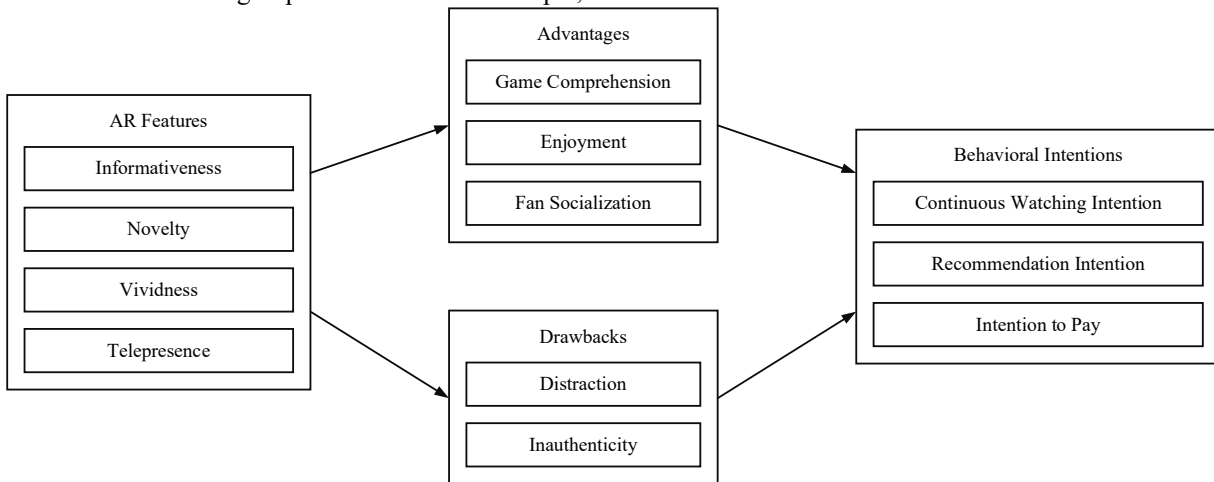 AR Features
Informativeness
Novelty
Vividness
Telepresence
Advantages
Game Comprehension
Enjoyment
Fan Socialization
Drawbacks
Distraction
Inauthenticity
Behavioral Intentions
Continuous Watching Intention
Recommendation Intention
Intention to Pay